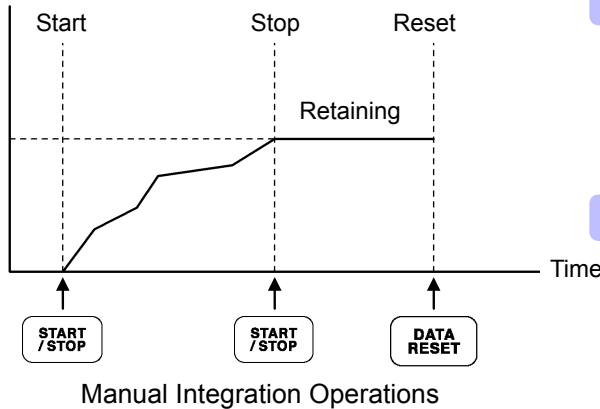 Start Stop Reset
Retaining
Time
START
/STOP
START
/STOP
DATA
RESET
Manual Integration Operations